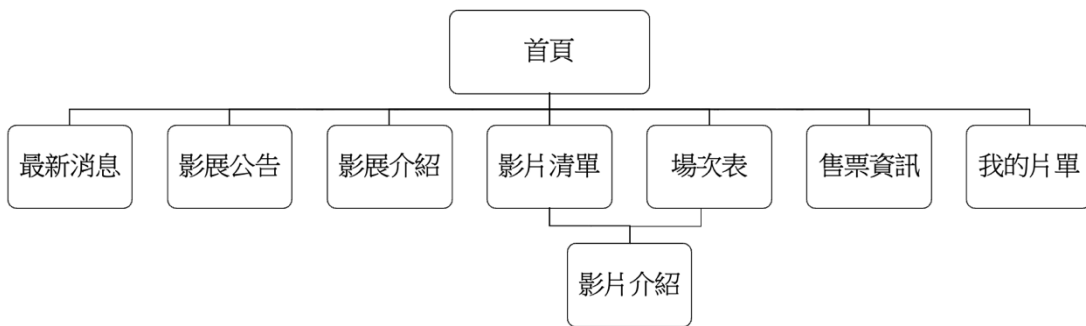 首頁
最新消息
影展公告
影展介紹
影片清單
場次表
售票資訊
我的片單
影片介紹